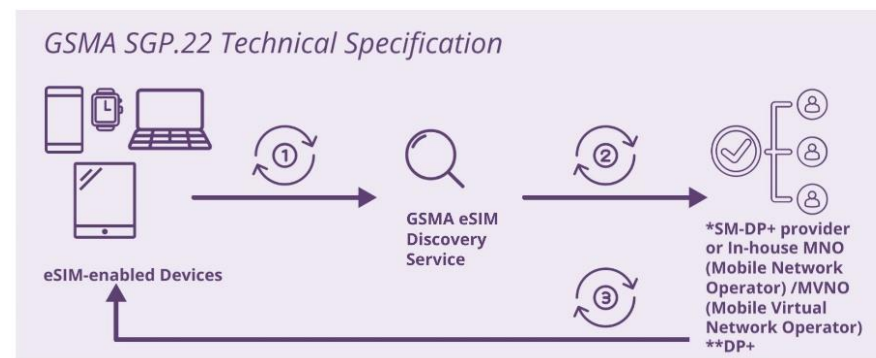 GSMA SGP.22 Technical Specification
1
2
GSMA eSIM
Discovery
Service
*SM-DP+ provider
or In-house MNO
(Mobile Network
Operator) /MVNO
(Mobile Virtual
Network Operator)
**DP+
eSIM-enabled Devices
3